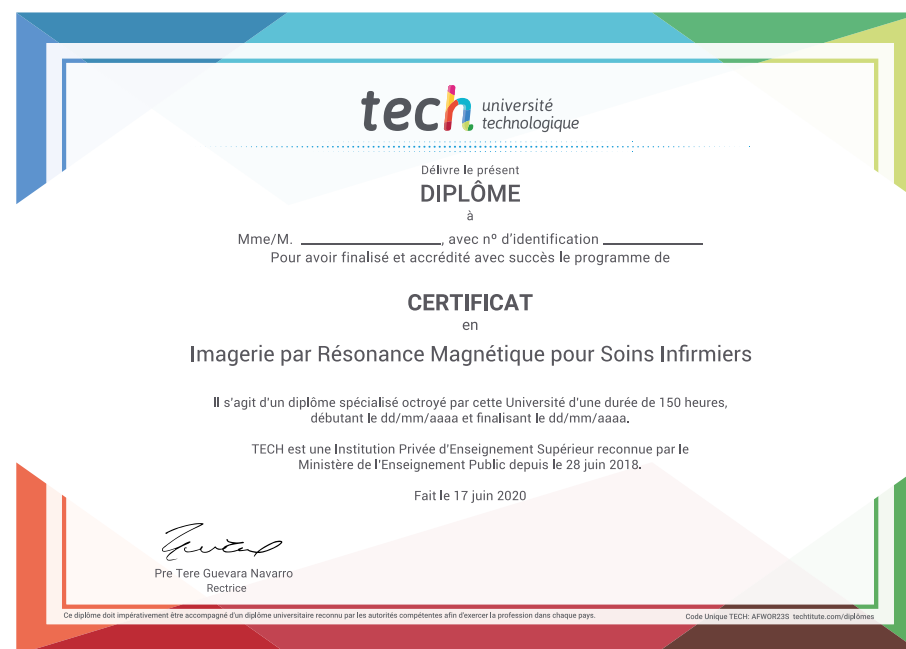 tech université
technologique
Délivre le présent
DIPLÔME
à
Mme/M. ____________________, avec nº d'identification ______________
Pour avoir finalisé et accrédité avec succès le programme de
CERTIFICAT
en
Imagerie par Résonance Magnétique pour Soins Infirmiers
Il s'agit d'un diplôme spécialisé octroyé par cette Université d'une durée de 150 heures,
débutant le dd/mm/aaaa et finalisant le dd/mm/aaaa.
TECH est une Institution Privée d'Enseignement Supérieur reconnue par le
Ministère de l'Enseignement Public depuis le 28 juin 2018.
Fait le 17 juin 2020
Pre Tere Guevara Navarro
Rectrice
Ce diplôme doit impérativement être accompagné d'un diplôme universitaire reconnu par les autorités compétentes afin d'exercer la profession dans chaque pays.
Code Unique TECH: AFWOR23S techtitute.com/diplômes